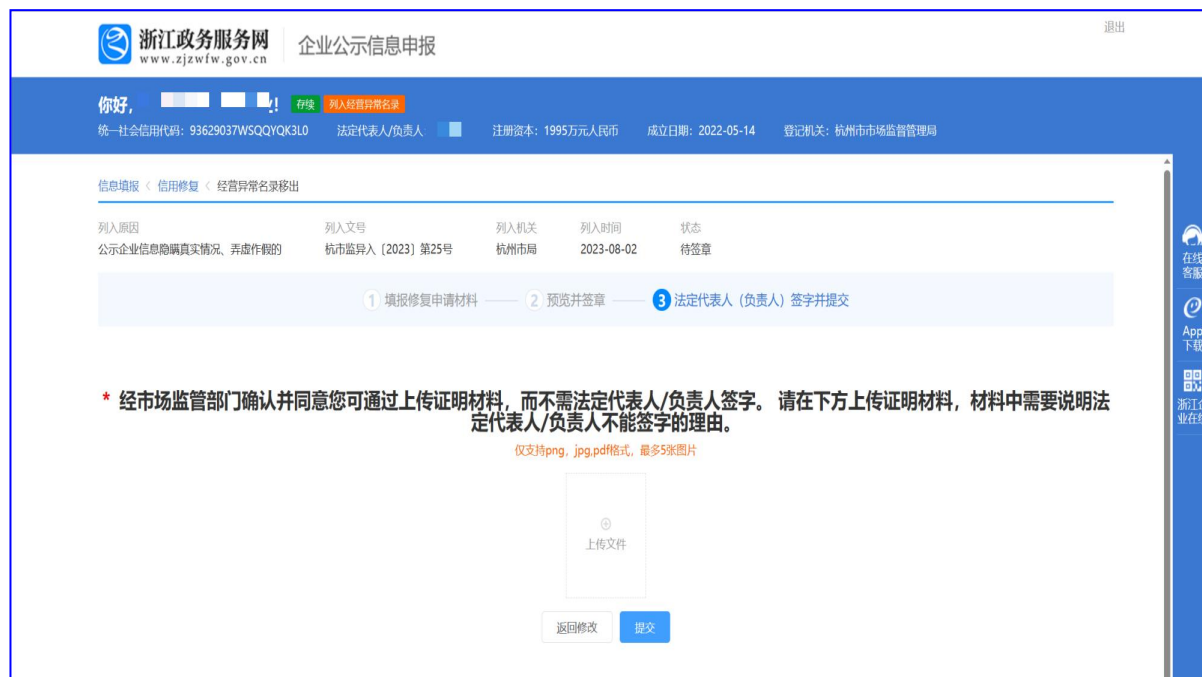 退出
浙江政务服务网
www.zjzwfw.gov.cn
企业公示信息申报
你好,
! 存续 列入经营异常名录
统一社会信用代码：93629037WSQQYQK3L0 法定代表人/负责人: 注册资本：1995万元人民币 成立日期：2022-05-14 登记机关：杭州市市场监督管理局
信息填报 < 信用修复 < 经营异常名录移出
列入原因 列入文号 列入机关 列入时间 状态
公示企业信息隐瞒真实情况、弄虚作假的 杭市监异入〔2023〕第25号 杭州市局 2023-08-02 待签章
1 填报修复申请材料 2 预览并签章 3 法定代表人（负责人）签字并提交
* 经市场监管部门确认并同意您可通过上传证明材料，而不需法定代表人/负责人签字。 请在下方上传证明材料，材料中需要说明法
定代表人/负责人不能签字的理由。
仅支持png，jpg,pdf格式，最多5张图片
上传文件
返回修改 提交
在线
客服
App
下载
浙江企
业在线